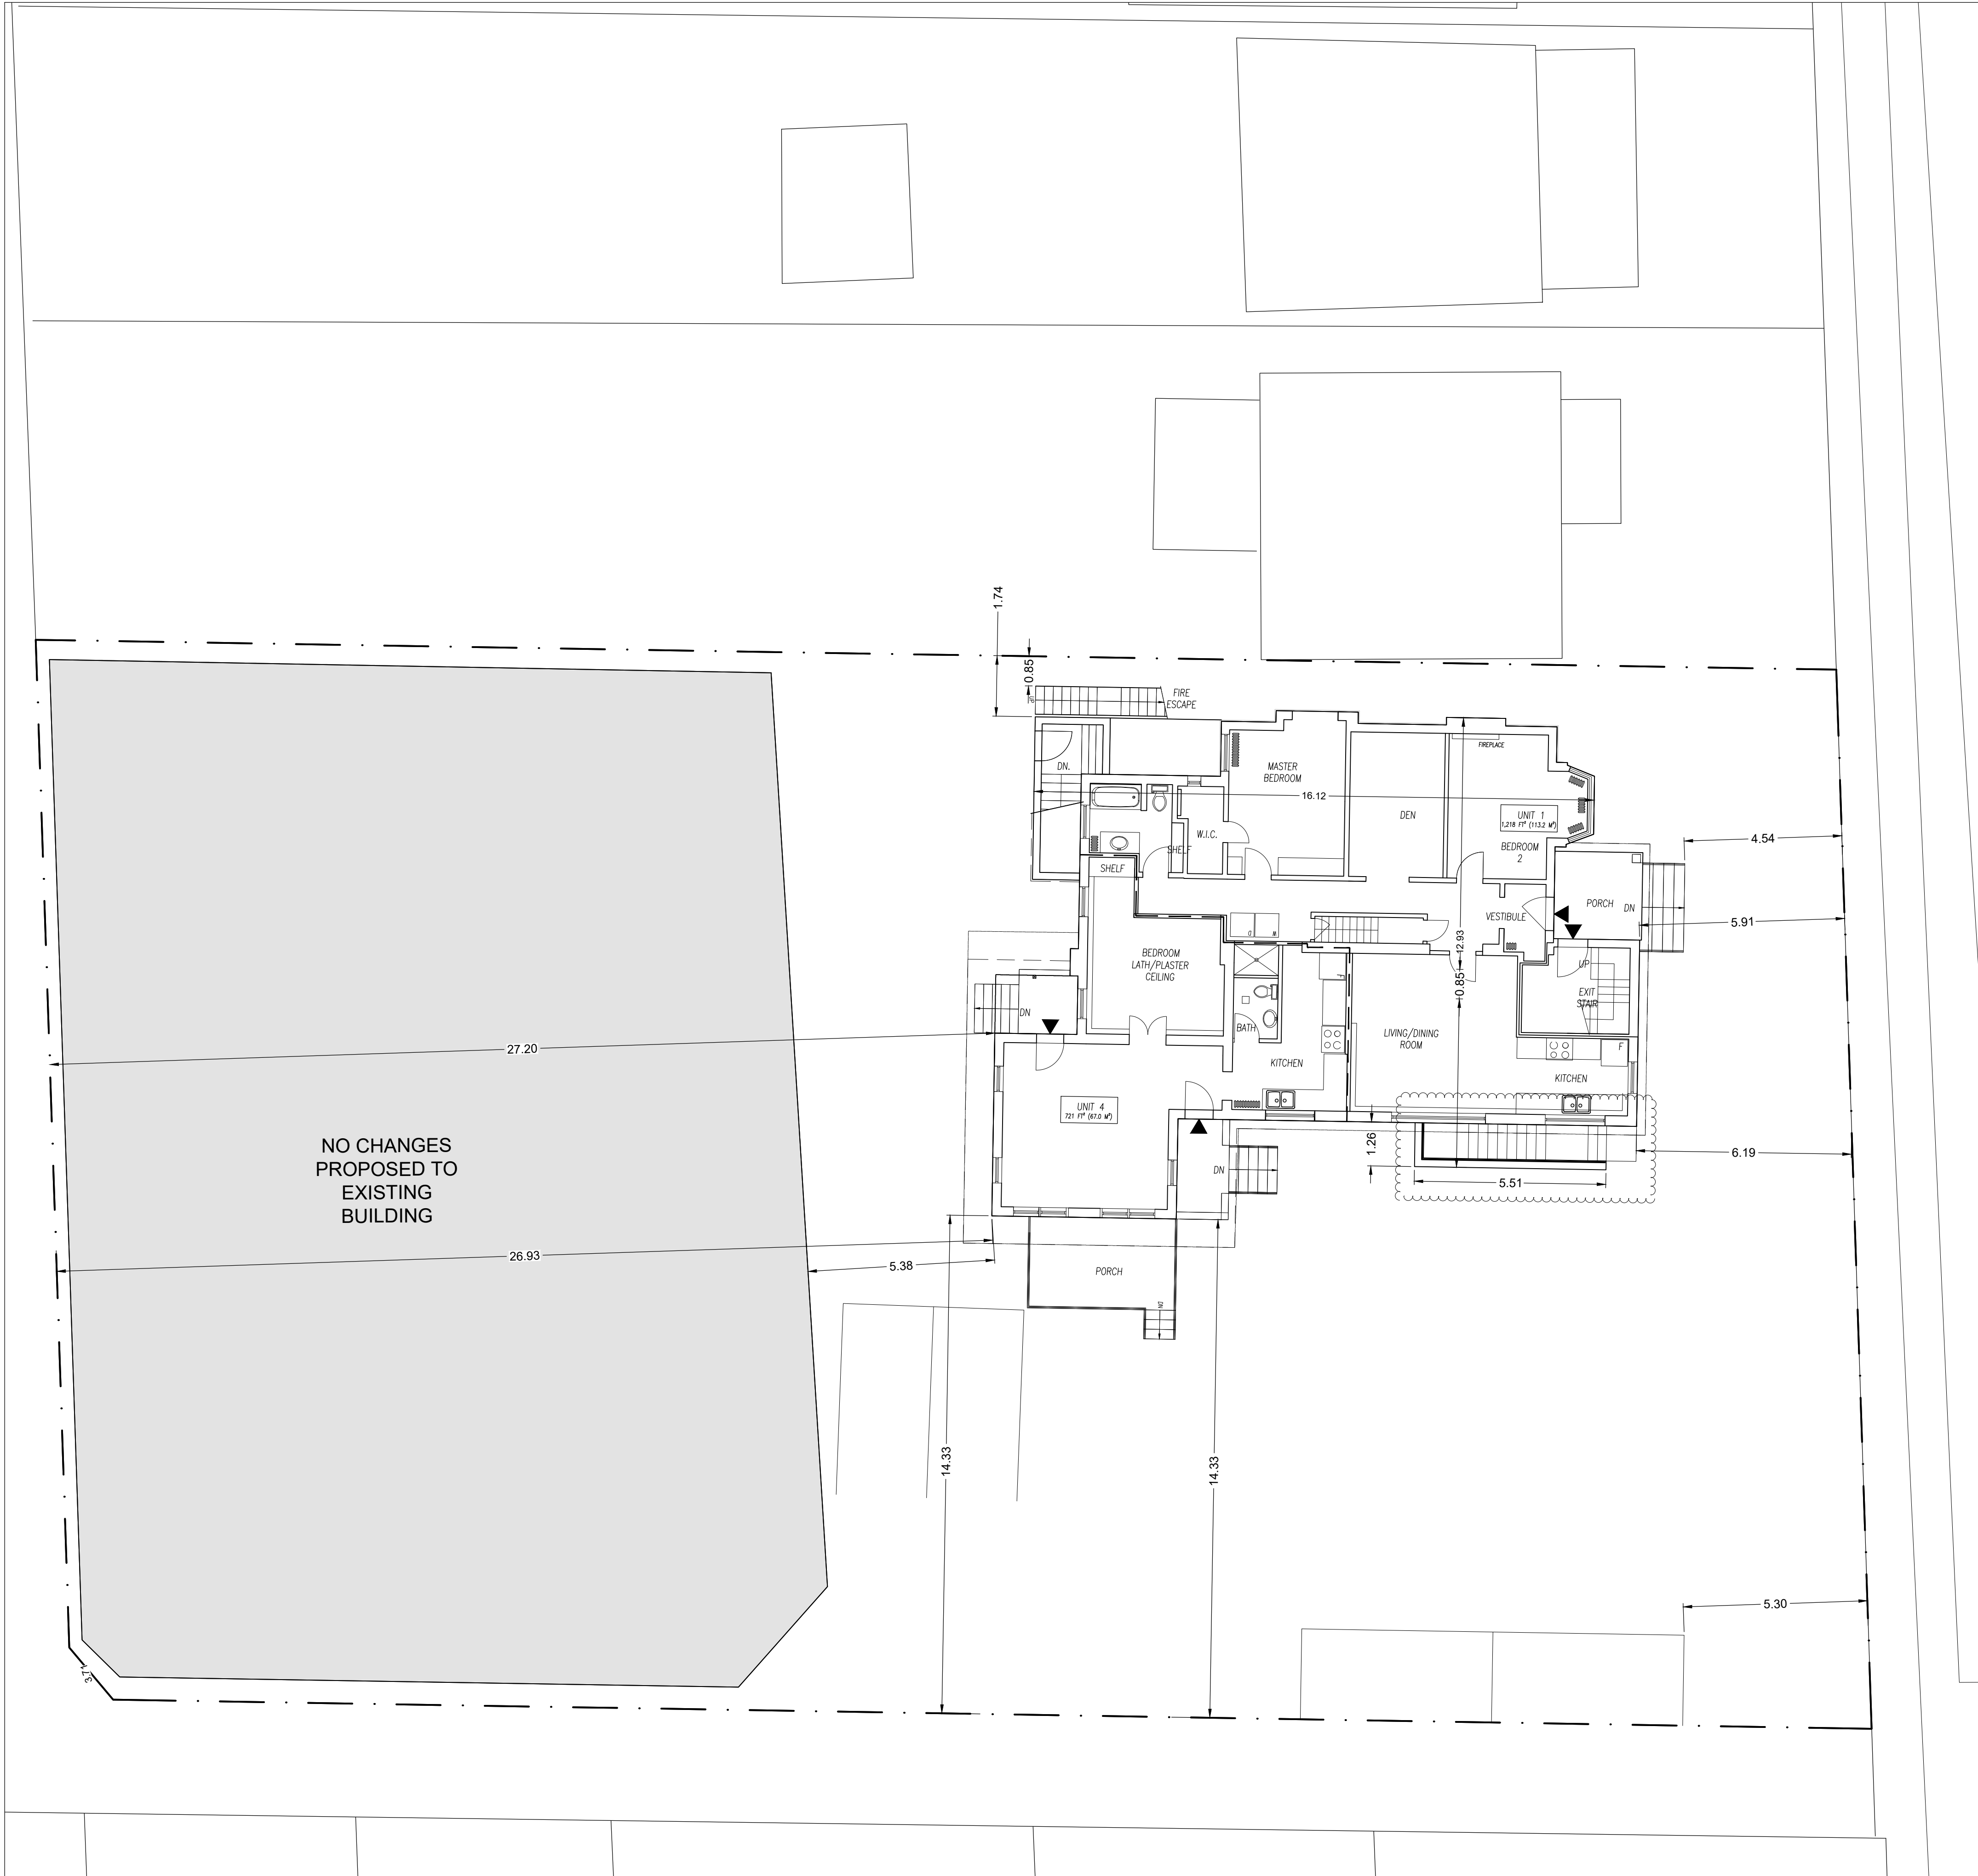 1.74
0.85
UP
FIRE
ESCAPE
FIREPLACE
DN.
MASTER
BEDROOM
16.12
DEN
UNIT 1
1,218 FT² (113.2 M²)
W.I.C.
SHELF
SHELF
BEDROOM
2
4.54
PORCH
DN
5.91
VESTIBULE
D
W
12.93
BEDROOM
LATH/PLASTER
CEILING
F
UP
EXIT
STAIR
0.85
DN
BATH
LIVING/DINING
ROOM
27.20
KITCHEN
F
KITCHEN
UNIT 4
721 FT² (67.0 M²)
1.26
6.19
NO CHANGES
PROPOSED TO
EXISTING
BUILDING
DN
5.51
26.93
5.38
PORCH
DN
14.33
14.33
5.30
3.71